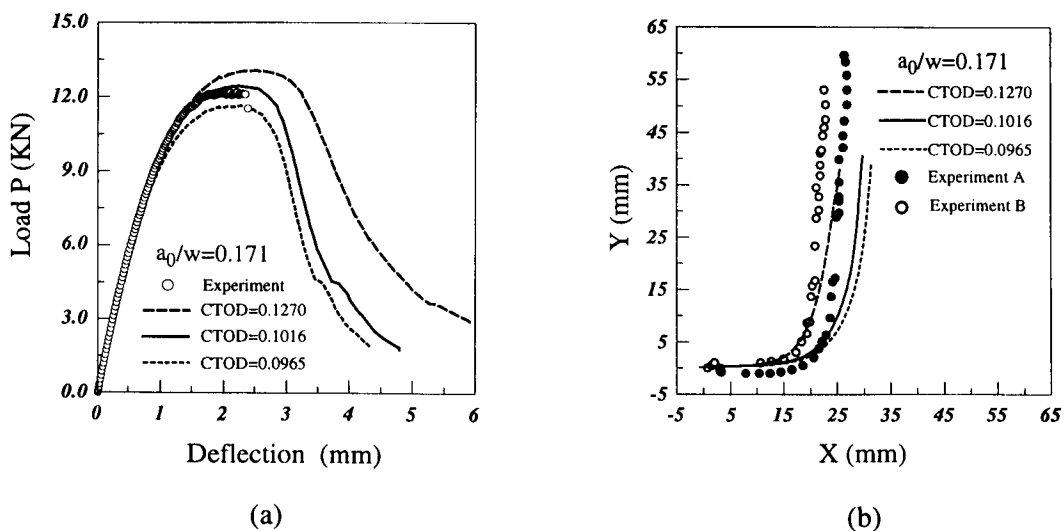 15.0
12.0
9.0
6.0
3.0
0.0
Load P (KN)
a0/w=0.171
Experiment
CTOD=0.1270
CTOD=0.1016
CTOD=0.0965
0 1 2 3 4 5 6
Deflection (mm)
(a)
65
55
45
35
25
15
5
-5
Y (mm)
a0/w=0.171
CTOD=0.1270
CTOD=0.1016
CTOD=0.0965
Experiment A
Experiment B
-5 5 15 25 35 45 55 65
X (mm)
(b)